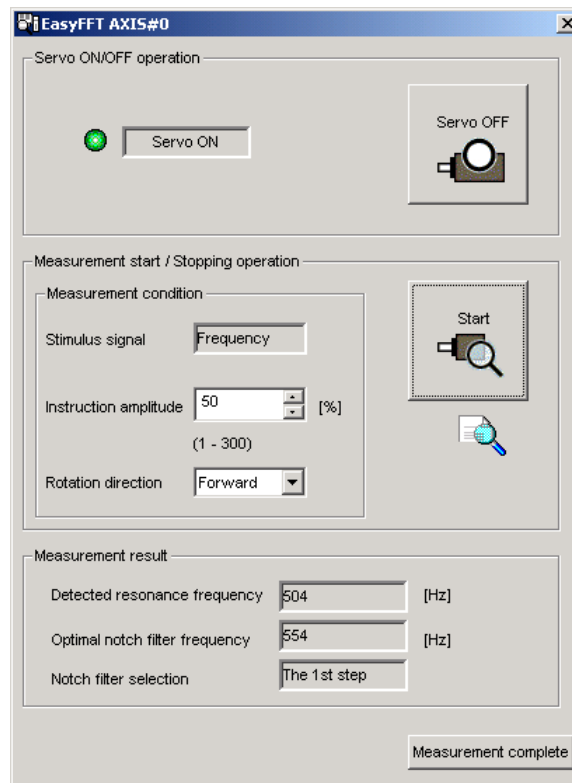 EasyFFT AXIS#0
Servo ON/OFF operation
Servo ON
Servo OFF
Measurement start / Stopping operation
Measurement condition
Stimulus signal Frequency
Start
Instruction amplitude 50 [%]
(1 - 300)
Rotation direction Forward
Measurement result
Detected resonance frequency 504 [Hz]
Optimal notch filter frequency 554 [Hz]
Notch filter selection The 1st step
Measurement complete